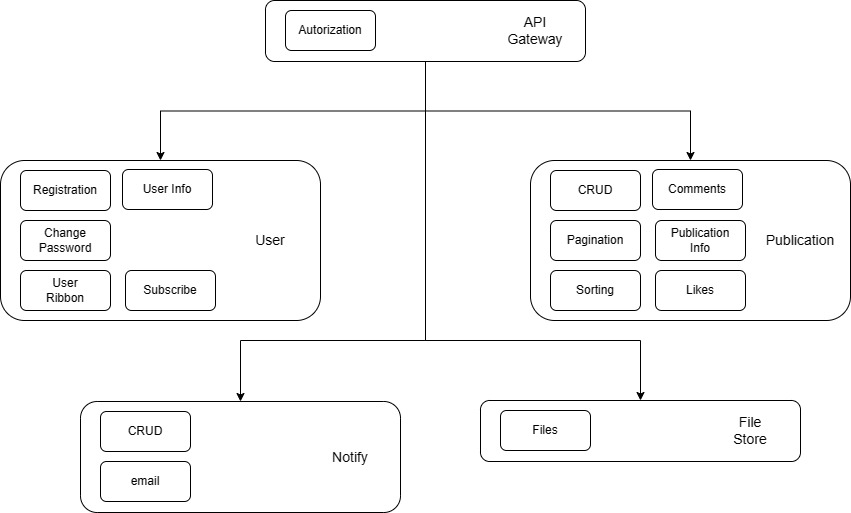 Autorization
API
Gateway
Registration
User Info
Change
Password
User
User
Ribbon
Subscribe
CRUD
Comments
Pagination
Publication
Info
Publication
Sorting
Likes
CRUD
Notify
email
Files
File
Store